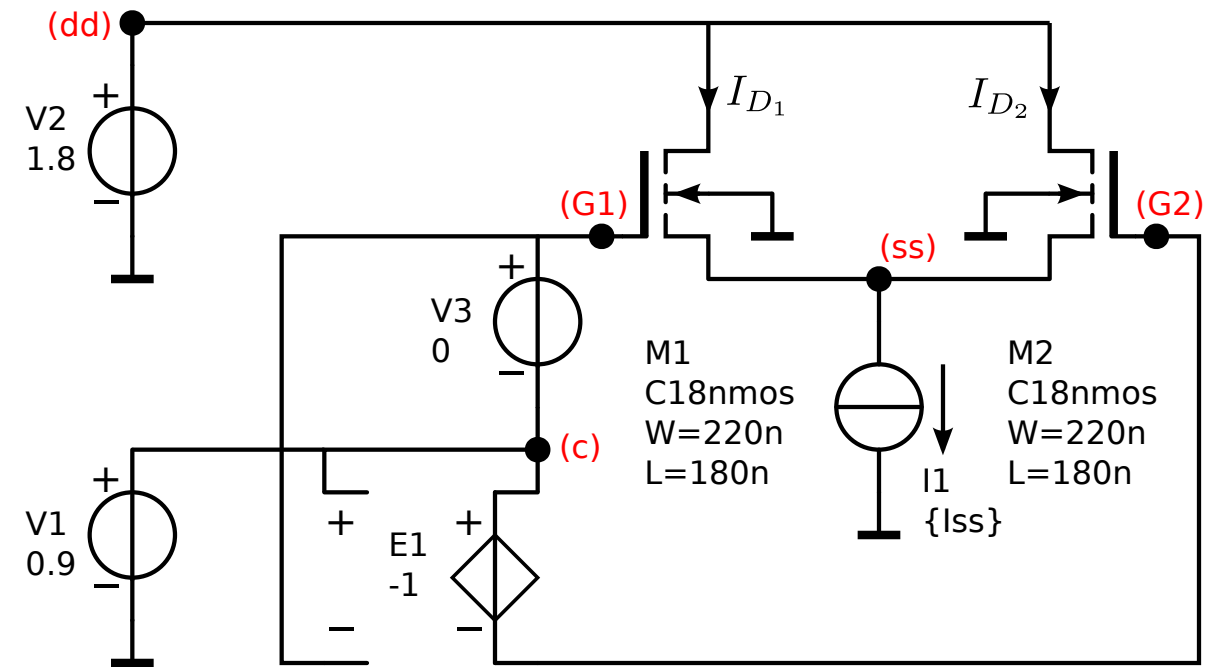 (dd)
+
V2
1.8
−
I_{D_1}
I_{D_2}
(G1)
(G2)
(ss)
+
V3
0
−
M1
C18nmos
W=220n
L=180n
M2
C18nmos
W=220n
L=180n
(c)
I1
{Iss}
+
V1
0.9
−
+
−
E1
-1
+
−